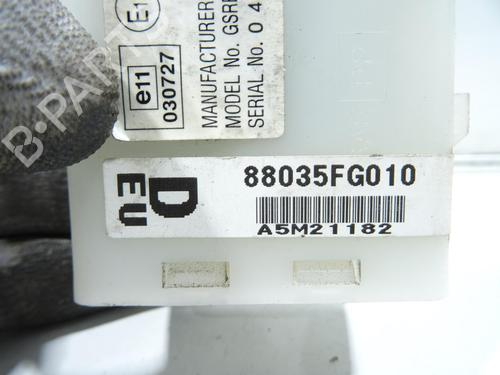 B-PARTS
E1
e11
030727
MANUFACTURER
MODEL No. GSR
SERIAL No. 0 4
D
EU
88035FG010
A5M21182